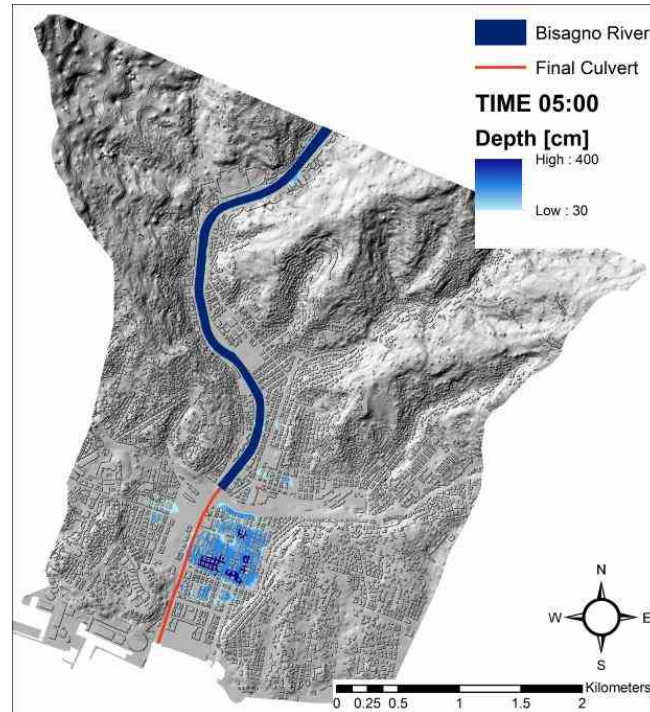 Bisagno River
Final Culvert
TIME 05:00
Depth [cm]
High : 400
Low : 30
N
W E
S
Kilometers
0 0.25 0.5 1 1.5 2